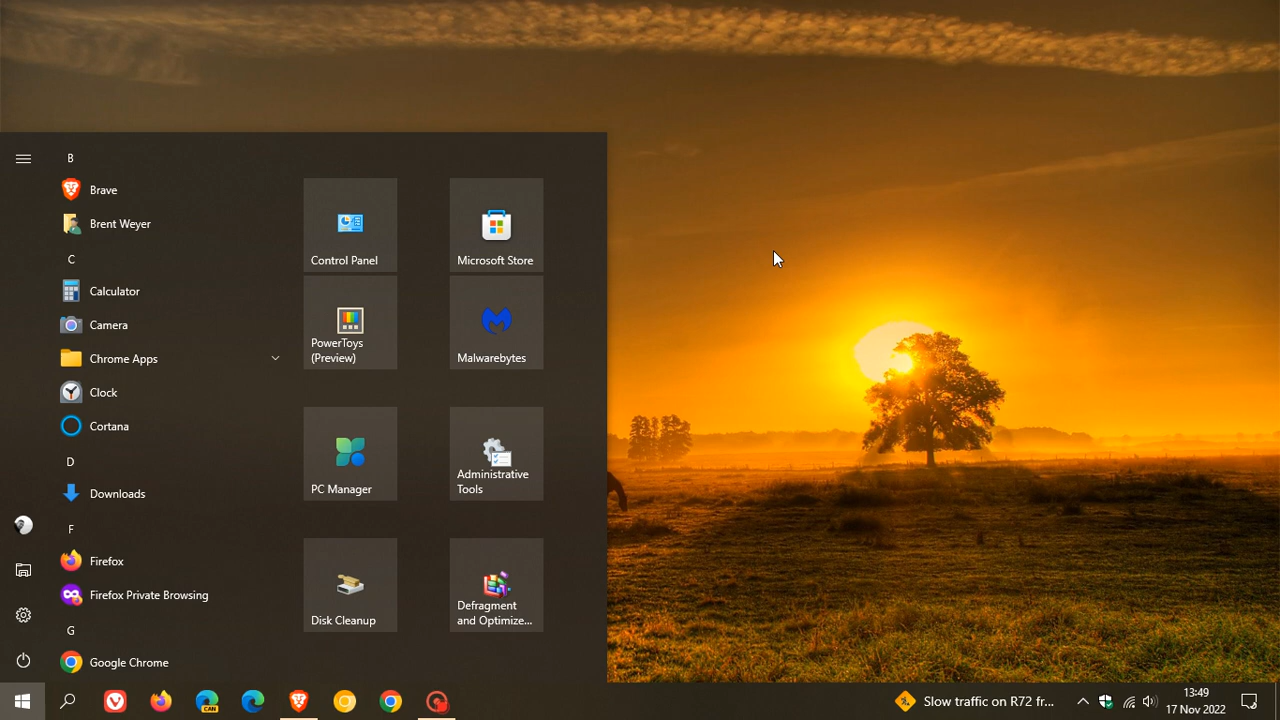 B
Brave
Brent Weyer
C
Calculator
Camera
Chrome Apps
Clock
Cortana
D
Downloads
F
Firefox
Firefox Private Browsing
G
Google Chrome
Control Panel
Microsoft Store
PowerToys
(Preview)
Malwarebytes
PC Manager
Administrative
Tools
Disk Cleanup
Defragment
and Optimize...
CAN
Slow traffic on R72 fr...
13:49
17 Nov 2022